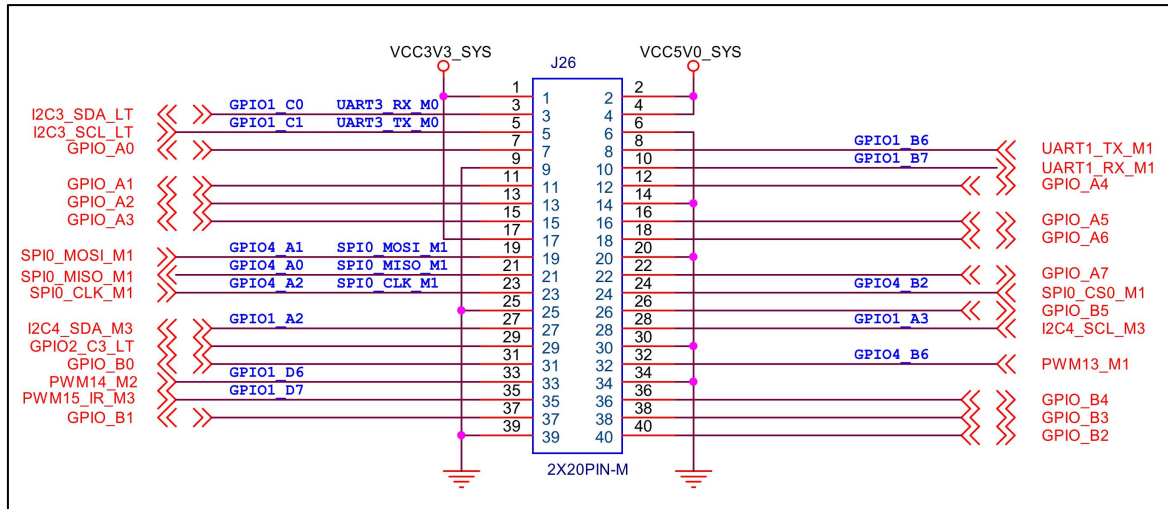 VCC3V3_SYS
VCC5V0_SYS
J26
1 1 2 2
I2C3_SDA_LT GPIO1_C0 UART3_RX_M0 3 3 4 4
I2C3_SCL_LT GPIO1_C1 UART3_TX_M0 5 5 6 6
GPIO_A0 7 7 8 8 GPIO1_B6 UART1_TX_M1
9 9 10 10 GPIO1_B7 UART1_RX_M1
GPIO_A1 11 11 12 12 GPIO_A4
GPIO_A2 13 13 14 14
GPIO_A3 15 15 16 16 GPIO_A5
17 17 18 18 GPIO_A6
SPI0_MOSI_M1 GPIO4_A1 SPI0_MOSI_M1 19 19 20 20
SPI0_MISO_M1 GPIO4_A0 SPI0_MISO_M1 21 21 22 22 GPIO_A7
SPI0_CLK_M1 GPIO4_A2 SPI0_CLK_M1 23 23 24 24 GPIO4_B2 SPI0_CS0_M1
25 25 26 26 GPIO_B5
I2C4_SDA_M3 GPIO1_A2 27 27 28 28 GPIO1_A3 I2C4_SCL_M3
GPIO2_C3_LT 29 29 30 30
GPIO_B0 31 31 32 32 GPIO4_B6 PWM13_M1
PWM14_M2 GPIO1_D6 33 33 34 34
PWM15_IR_M3 GPIO1_D7 35 35 36 36 GPIO_B4
GPIO_B1 37 37 38 38 GPIO_B3
39 39 40 40 GPIO_B2
2X20PIN-M